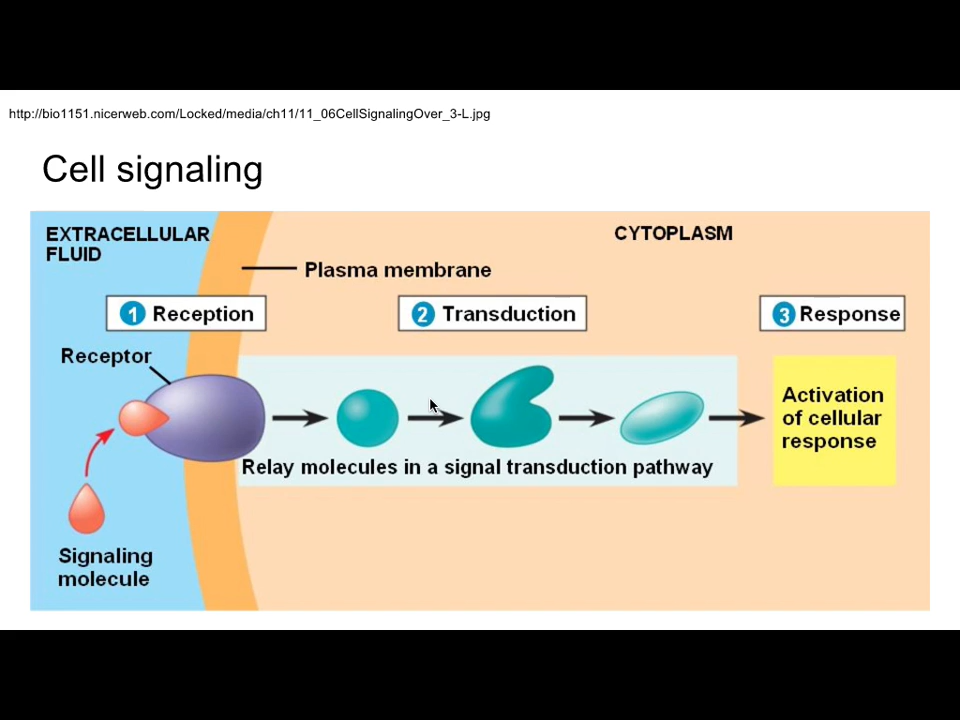 http://bio1151.nicerweb.com/Locked/media/ch11/11_06CellSignalingOver_3-L.jpg
Cell signaling
EXTRACELLULAR
FLUID
CYTOPLASM
Plasma membrane
1 Reception
2 Transduction
3 Response
Receptor
Activation
of cellular
response
Relay molecules in a signal transduction pathway
Signaling
molecule